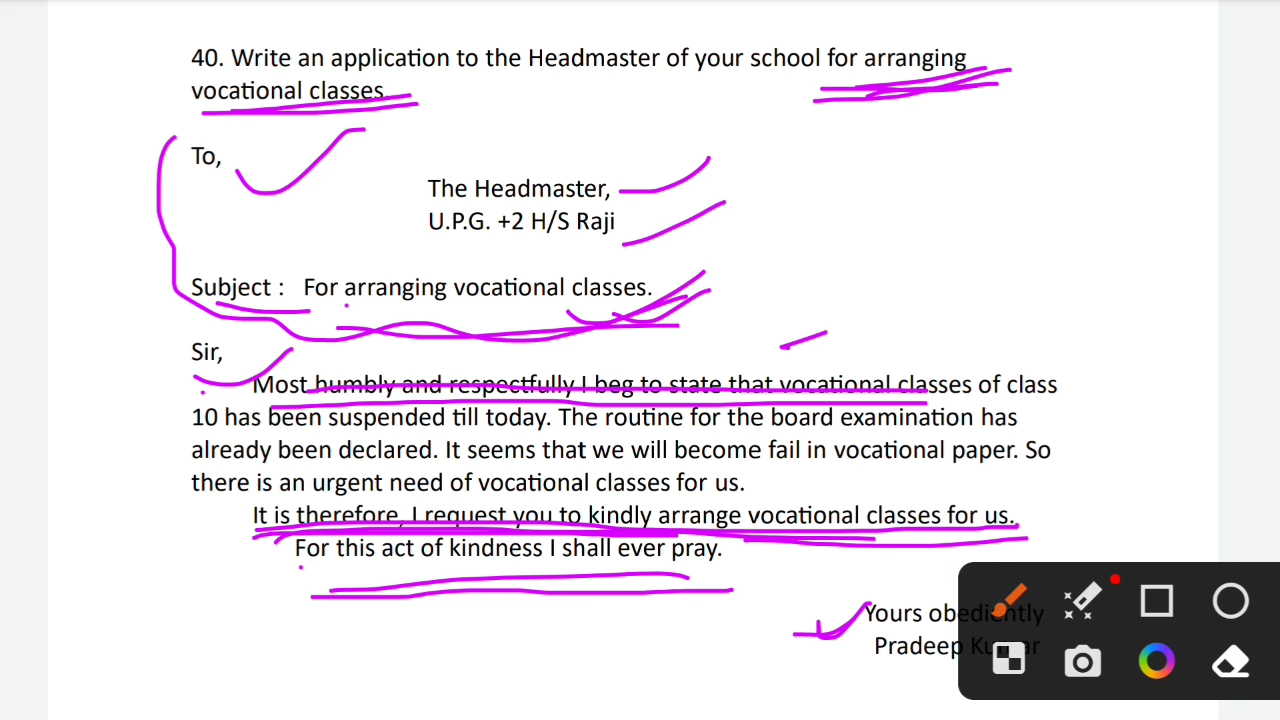 40. Write an application to the Headmaster of your school for arranging
vocational classes.
To,
The Headmaster,
U.P.G. +2 H/S Raji
Subject : For arranging vocational classes.
Sir,
Most humbly and respectfully I beg to state that vocational classes of class
10 has been suspended till today. The routine for the board examination has
already been declared. It seems that we will become fail in vocational paper. So
there is an urgent need of vocational classes for us.
It is therefore, I request you to kindly arrange vocational classes for us.
For this act of kindness I shall ever pray.
Yours obediently
Pradeep Kumar